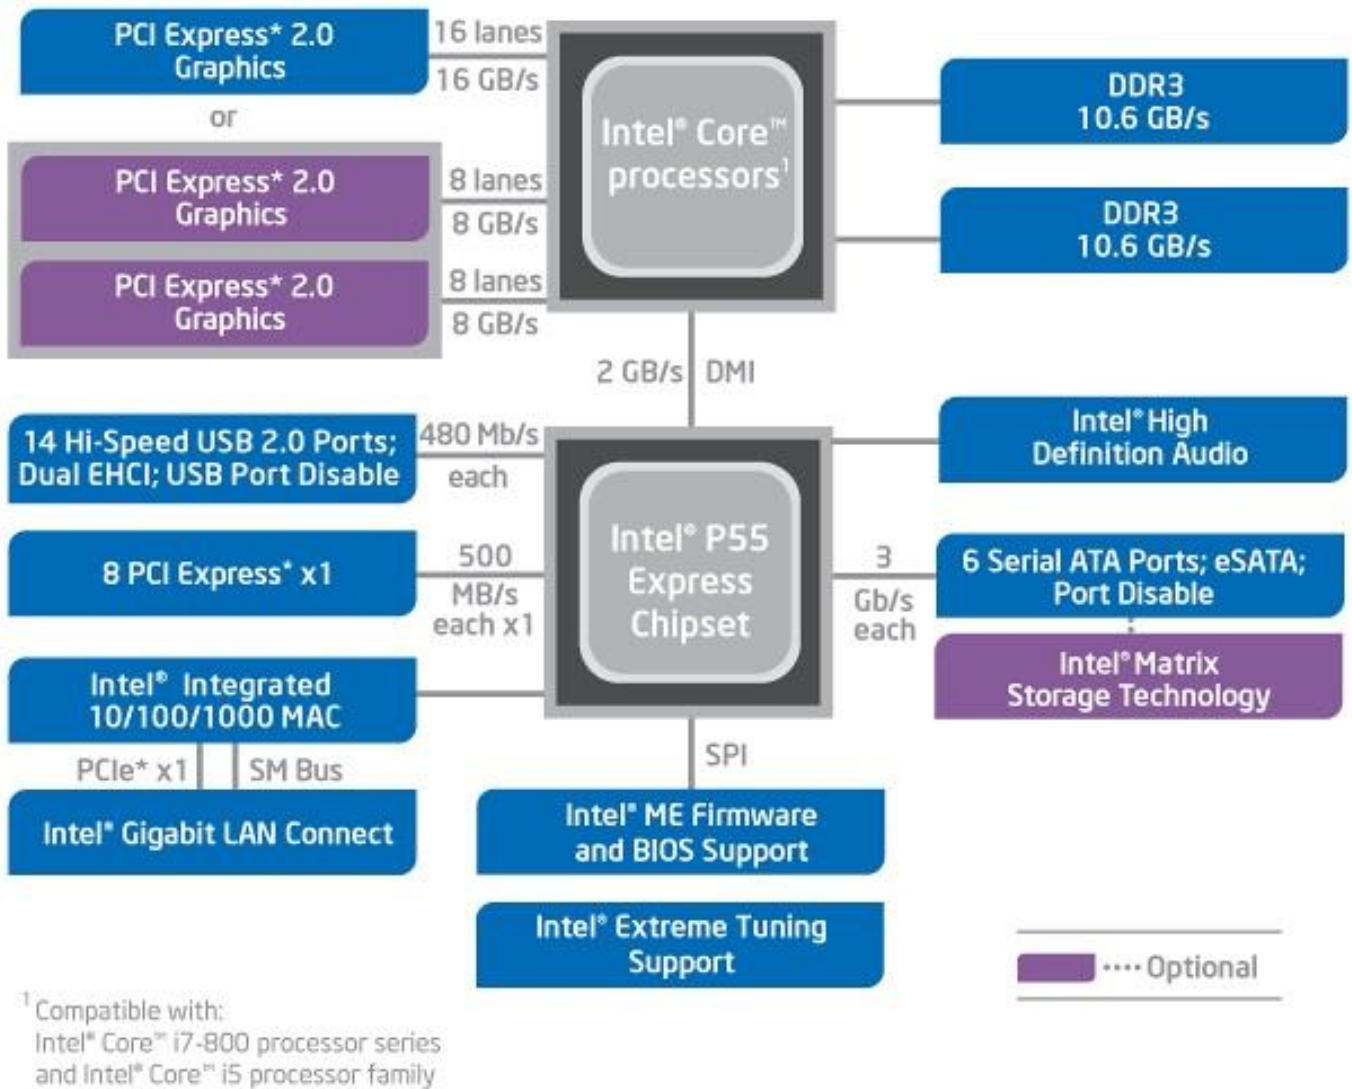 PCI Express* 2.0
Graphics
16 lanes
16 GB/s
or
PCI Express* 2.0
Graphics
8 lanes
8 GB/s
PCI Express* 2.0
Graphics
8 lanes
8 GB/s
Intel® Core™
processors¹
DDR3
10.6 GB/s
DDR3
10.6 GB/s
2 GB/s
DMI
14 Hi-Speed USB 2.0 Ports;
Dual EHCI; USB Port Disable
480 Mb/s
each
8 PCI Express* x1
500
MB/s
each x1
Intel® Integrated
10/100/1000 MAC
PCIe* x1
SM Bus
Intel® Gigabit LAN Connect
Intel® P55
Express
Chipset
Intel® High
Definition Audio
3
Gb/s
each
6 Serial ATA Ports; eSATA;
Port Disable
Intel® Matrix
Storage Technology
SPI
Intel® ME Firmware
and BIOS Support
Intel® Extreme Tuning
Support
Optional
¹ Compatible with:
Intel® Core™ i7-800 processor series
and Intel® Core™ i5 processor family